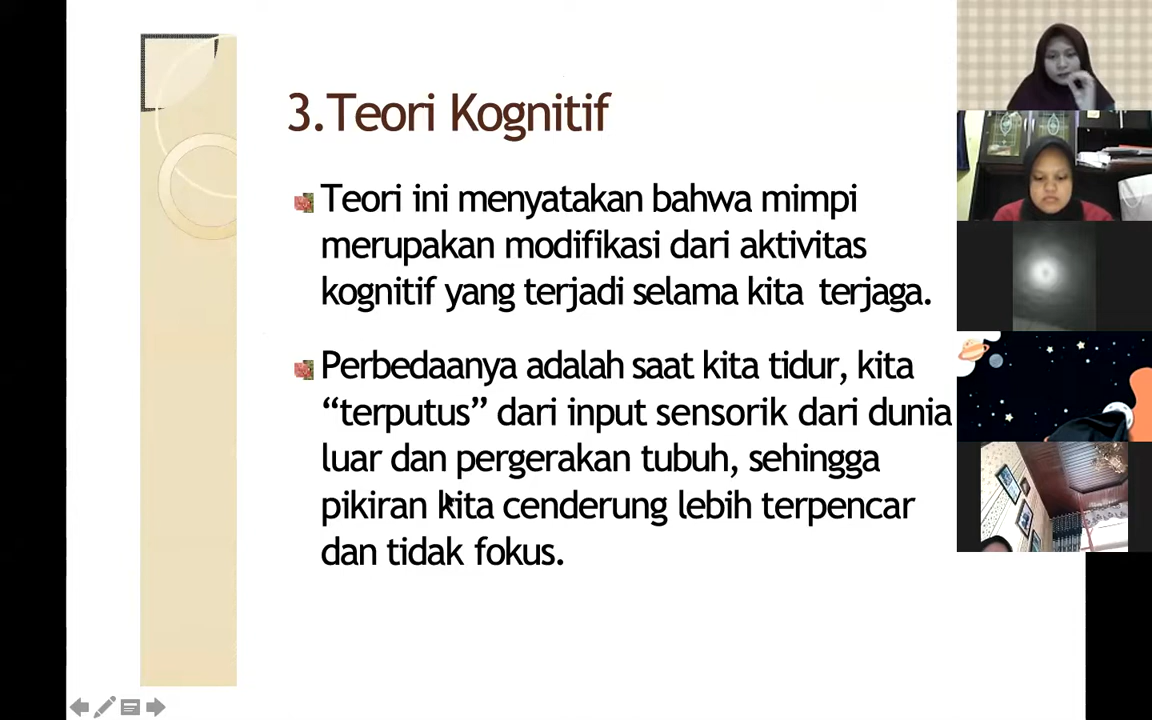 3.Teori Kognitif
Teori ini menyatakan bahwa mimpi
merupakan modifikasi dari aktivitas
kognitif yang terjadi selama kita terjaga.
Perbedaanya adalah saat kita tidur, kita
“terputus” dari input sensorik dari dunia
luar dan pergerakan tubuh, sehingga
pikiran kita cenderung lebih terpencar
dan tidak fokus.